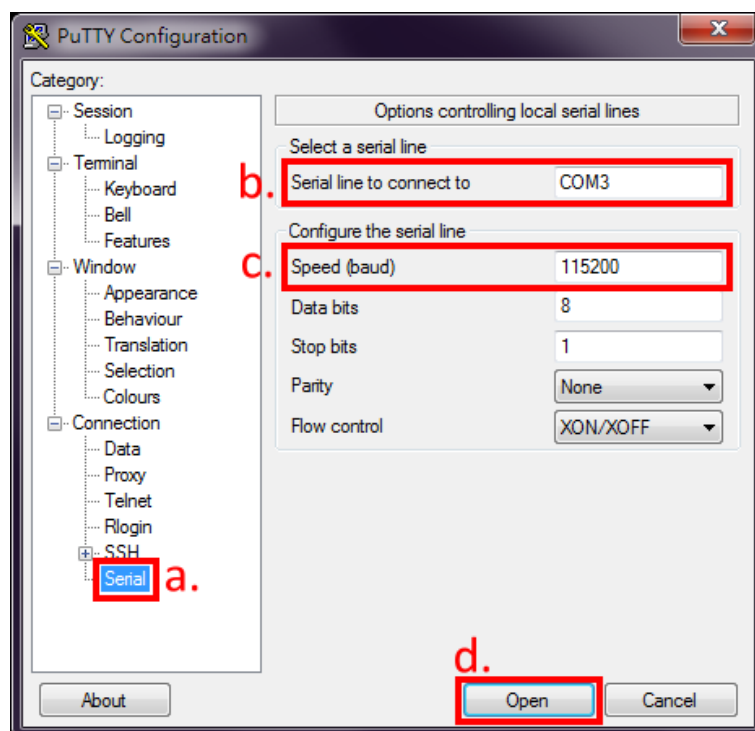 PuTTY Configuration
Category:
Session
Logging
Terminal
Keyboard
Bell
Features
Window
Appearance
Behaviour
Translation
Selection
Colours
Connection
Data
Proxy
Telnet
Rlogin
SSH
Serial a.
Options controlling local serial lines
Select a serial line
b. Serial line to connect to COM3
Configure the serial line
c. Speed (baud) 115200
Data bits 8
Stop bits 1
Parity None
Flow control XON/XOFF
d.
About Open Cancel